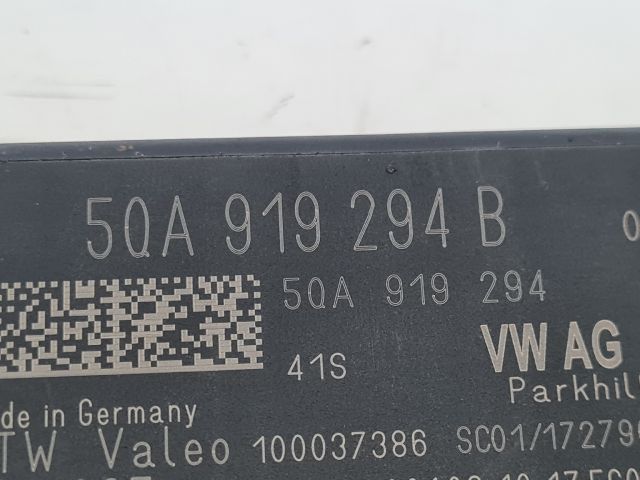 5QA 919 294 B
5QA 919 294
41S
VW AG
de in Germany
Parkhil
TW Valeo 100037386 SC01/17279